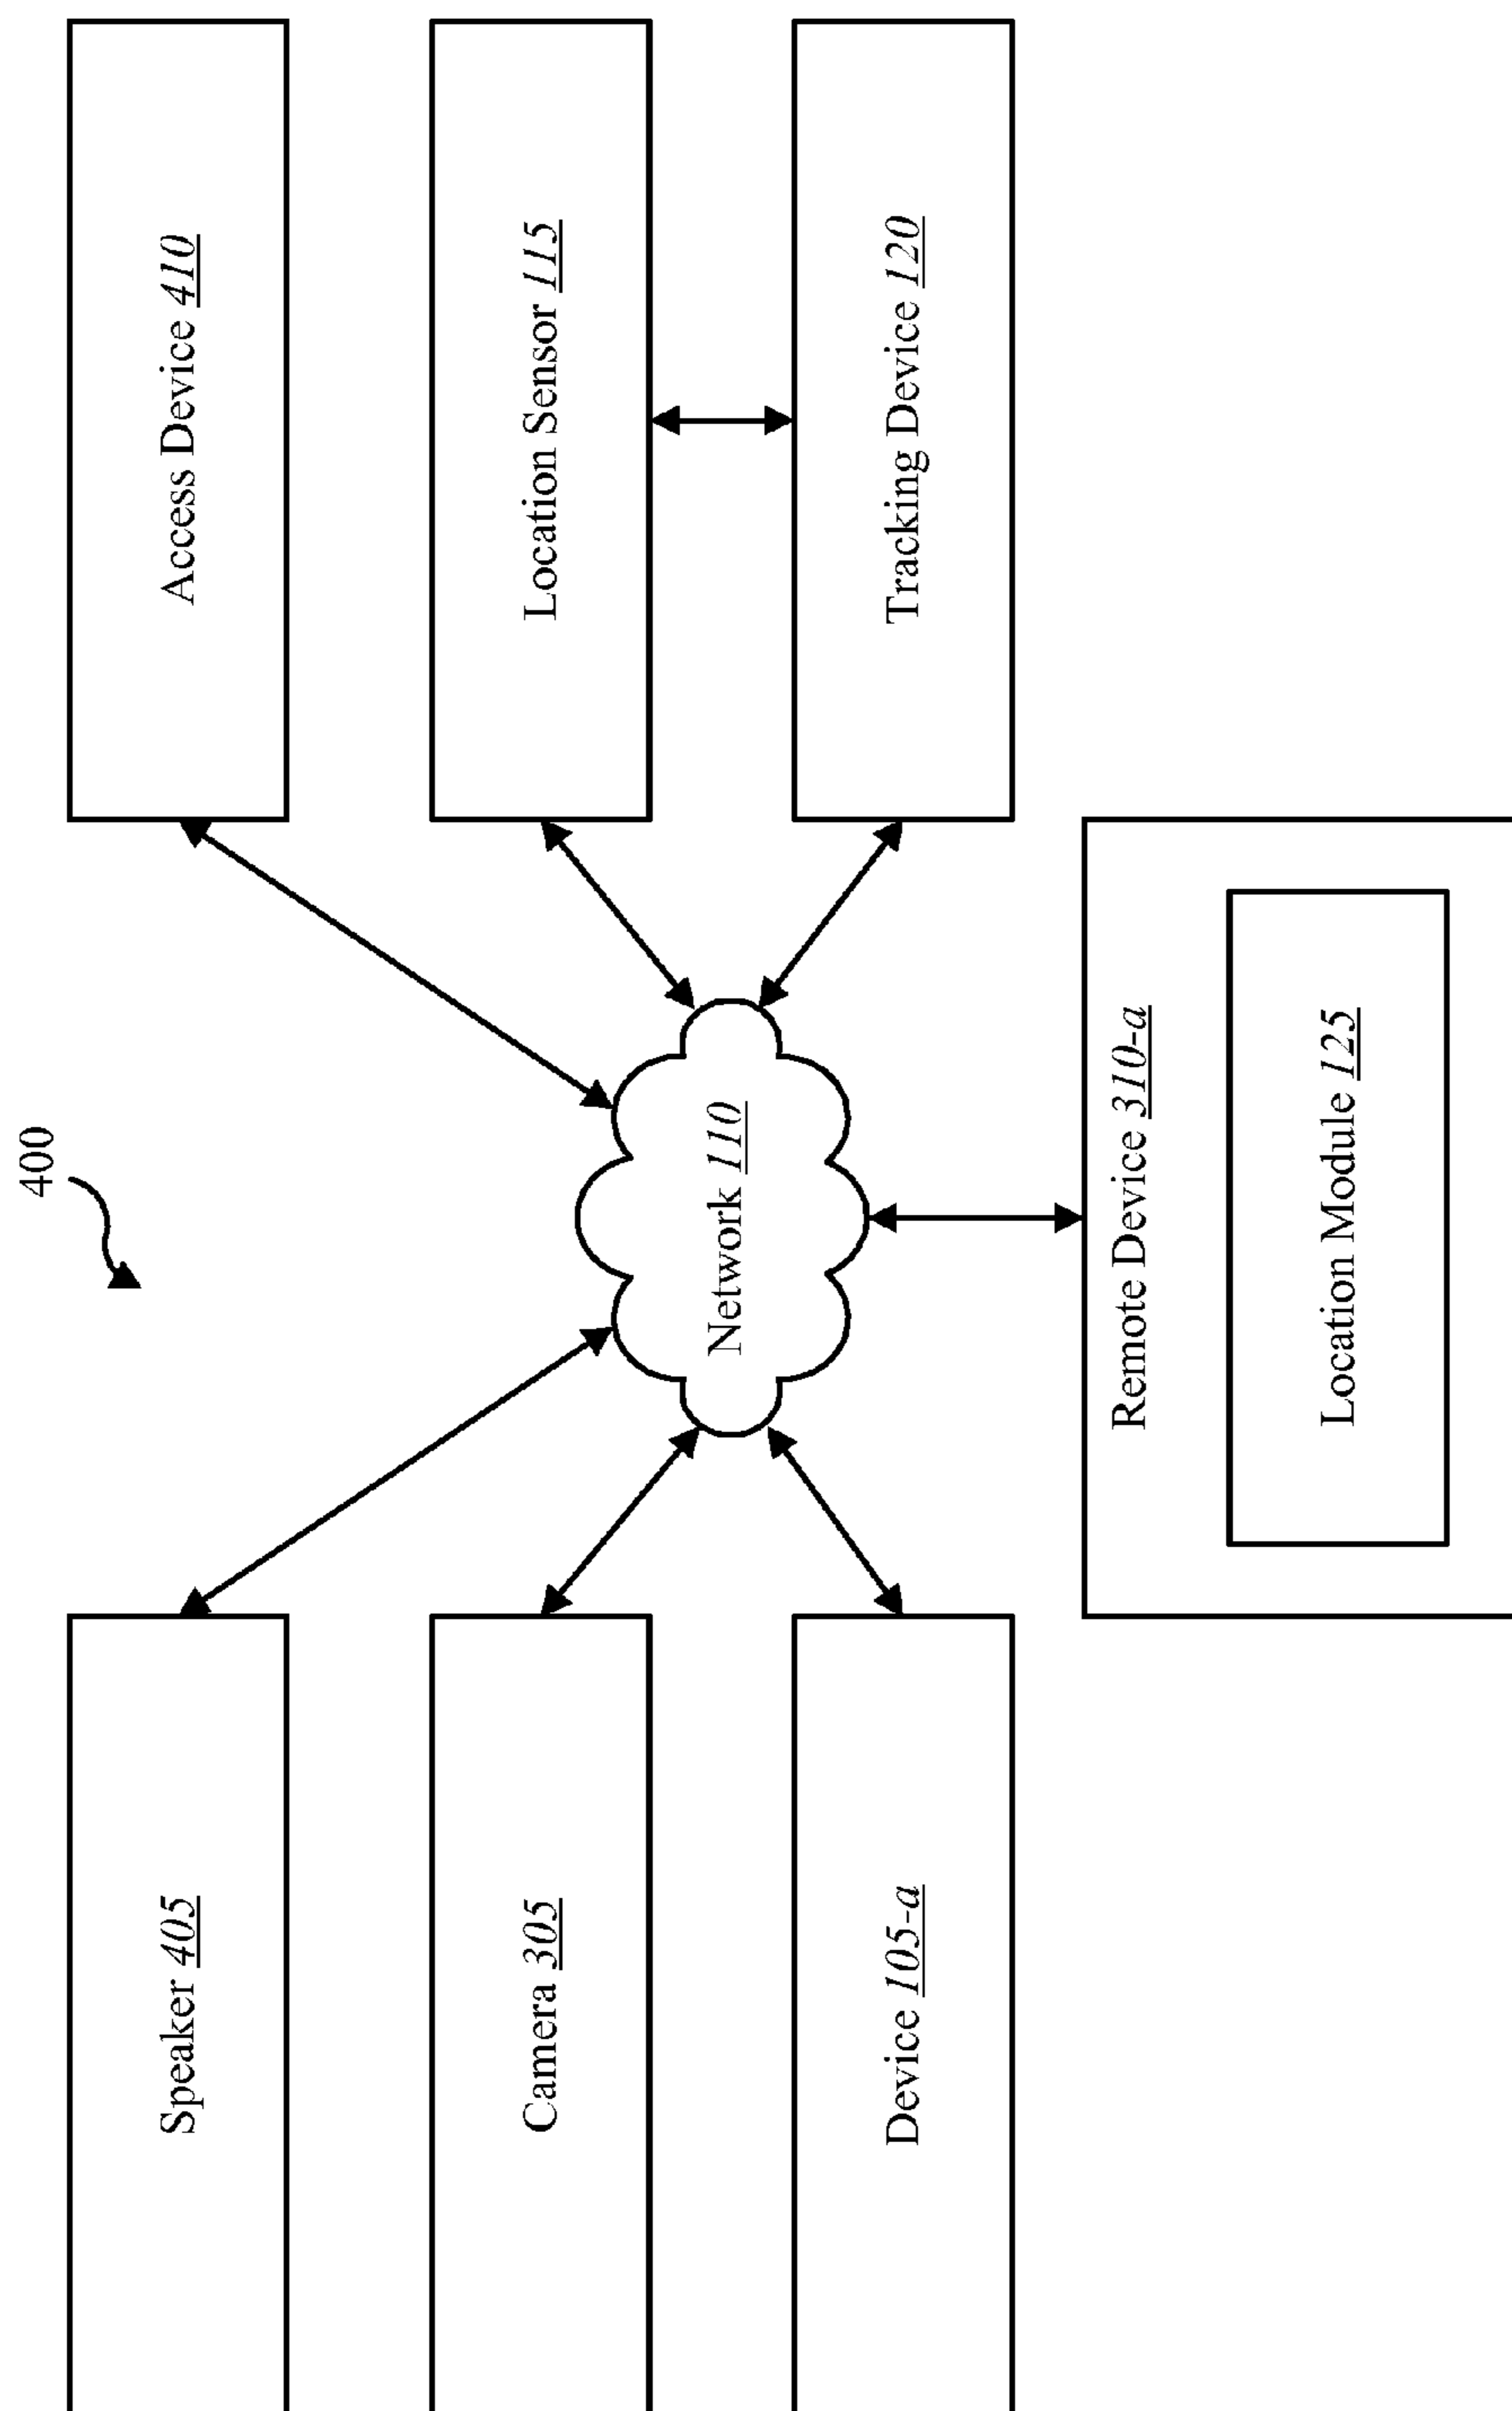 400
Speaker 405
Access Device 410
Camera 305
Location Sensor 115
Network 110
Device 105-a
Tracking Device 120
Remote Device 310-a
Location Module 125